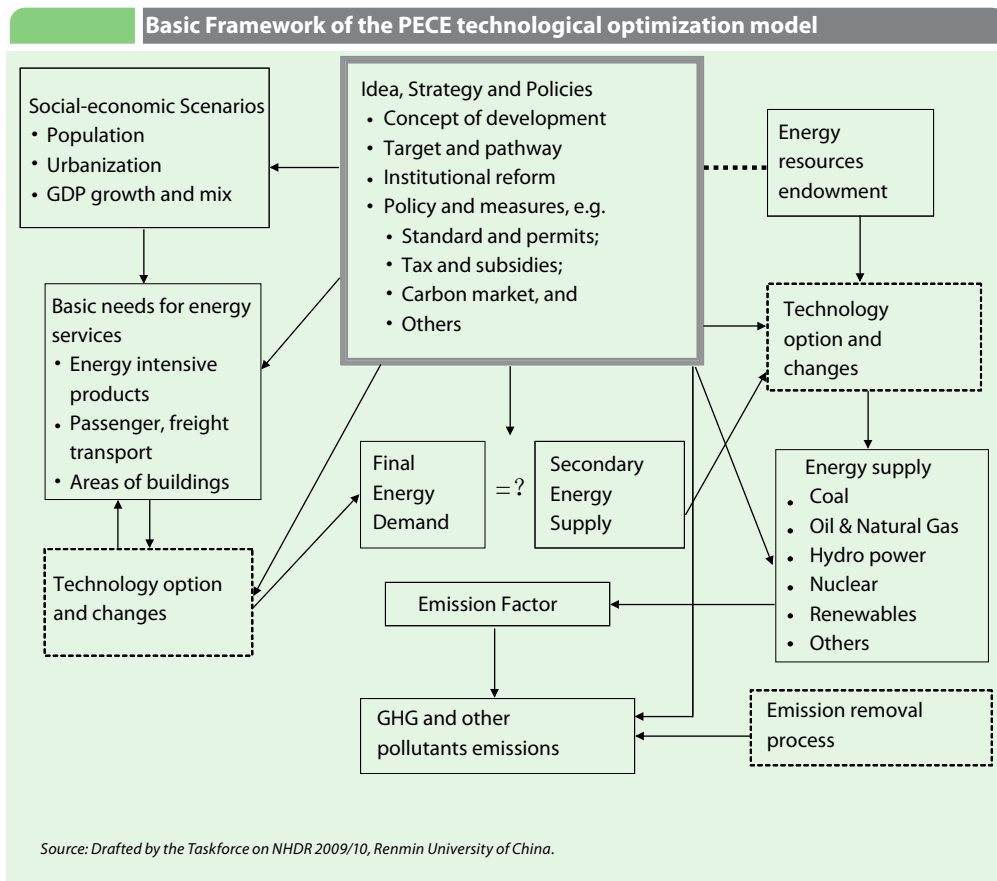 Basic Framework of the PECE technological optimization model
Social-economic Scenarios
• Population
• Urbanization
• GDP growth and mix
Idea, Strategy and Policies
• Concept of development
• Target and pathway
• Institutional reform
• Policy and measures, e.g.
• Standard and permits;
• Tax and subsidies;
• Carbon market, and
• Others
Energy
resources
endowment
Basic needs for energy
services
• Energy intensive
products
• Passenger, freight
transport
• Areas of buildings
Technology
option and
changes
Final
Energy
Demand
=?
Secondary
Energy
Supply
Energy supply
• Coal
• Oil & Natural Gas
• Hydro power
• Nuclear
• Renewables
• Others
Technology option
and changes
Emission Factor
GHG and other
pollutants emissions
Emission removal
process
Source: Drafted by the Taskforce on NHDR 2009/10, Renmin University of China.